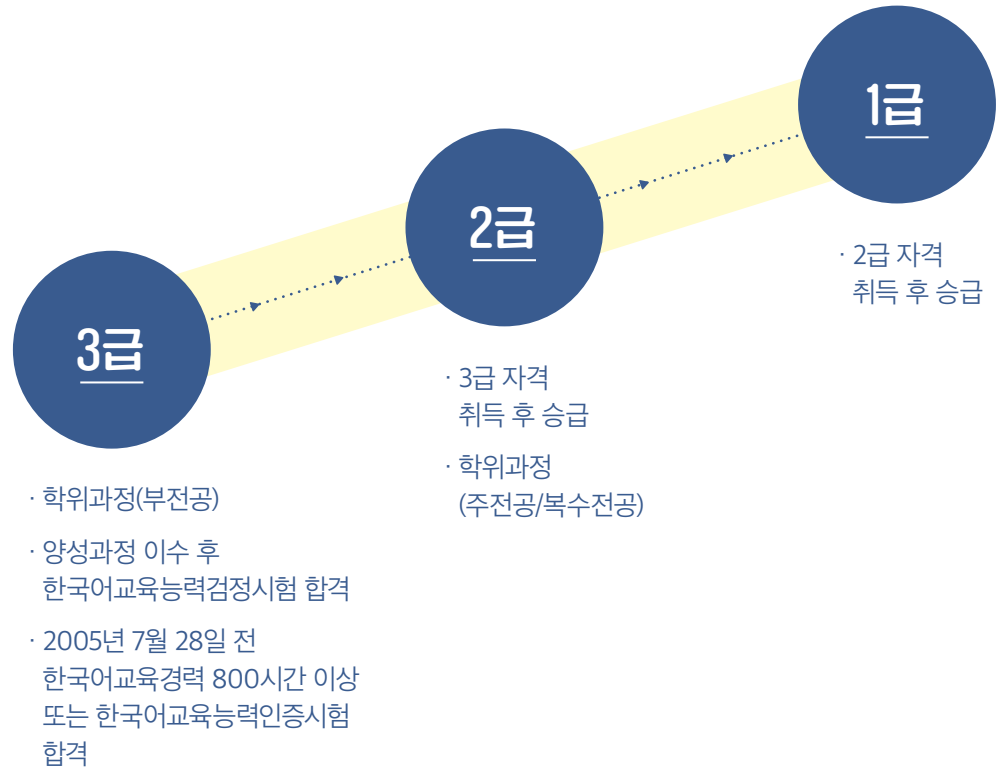 1급
· 2급 자격
취득 후 승급
2급
· 3급 자격
취득 후 승급
· 학위과정
(주전공/복수전공)
3급
· 학위과정(부전공)
· 양성과정 이수 후
한국어교육능력검정시험 합격
· 2005년 7월 28일 전
한국어교육경력 800시간 이상
또는 한국어교육능력인증시험
합격